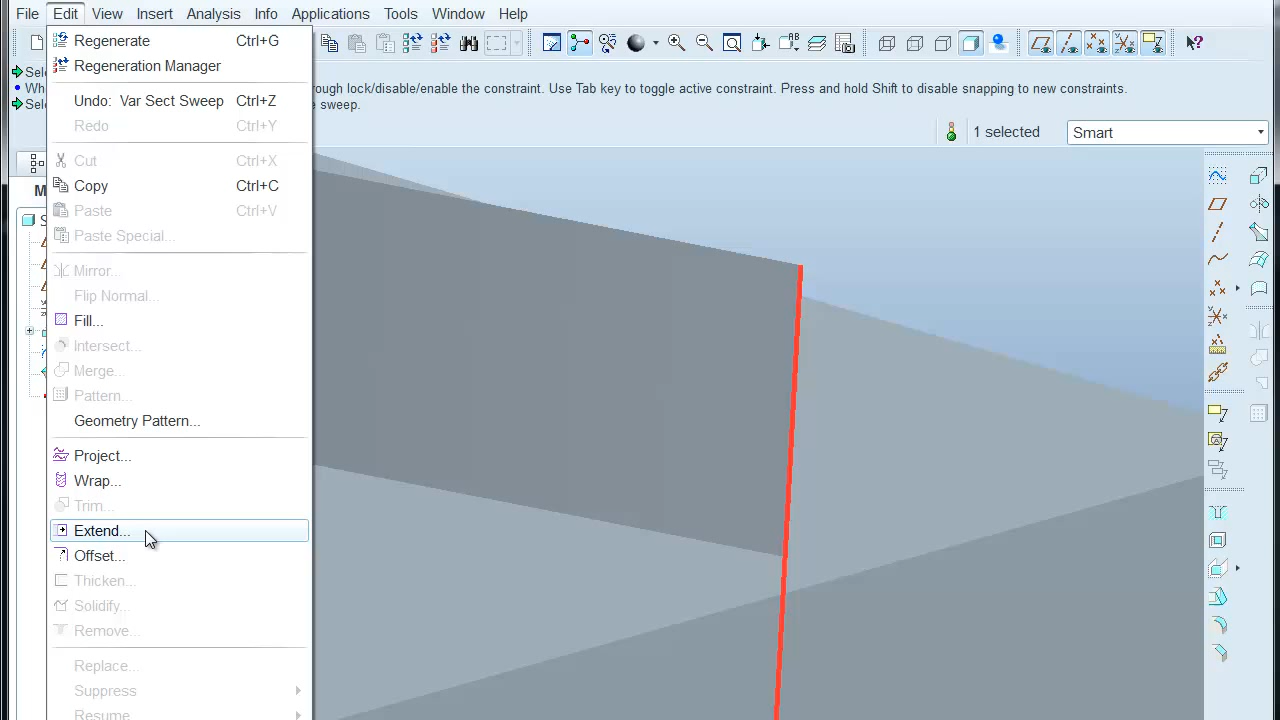 File Edit View Insert Analysis Info Applications Tools Window Help
Regenerate Ctrl+G
Regeneration Manager
Undo: Var Sect Sweep Ctrl+Z
Redo Ctrl+Y
Cut Ctrl+X
Copy Ctrl+C
Paste Ctrl+V
Paste Special...
Mirror...
Flip Normal...
Fill...
Intersect...
Merge...
Pattern...
Geometry Pattern...
Project...
Wrap...
Trim...
Extend...
Offset...
Thicken...
Solidify...
Remove...
Replace...
Suppress
Resume
Sele
Wh rough lock/disable/enable the constraint. Use Tab key to toggle active constraint. Press and hold Shift to disable snapping to new constraints.
Sele e sweep.
1 selected Smart
M
S